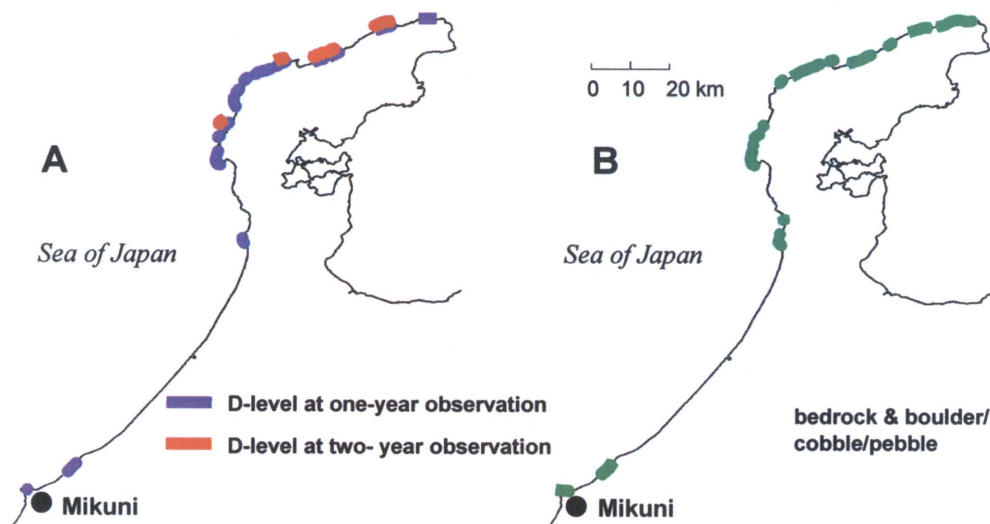 A
B
0 10 20 km
Sea of Japan
Sea of Japan
D-level at one-year observation
D-level at two- year observation
bedrock & boulder/
cobble/pebble
Mikuni
Mikuni